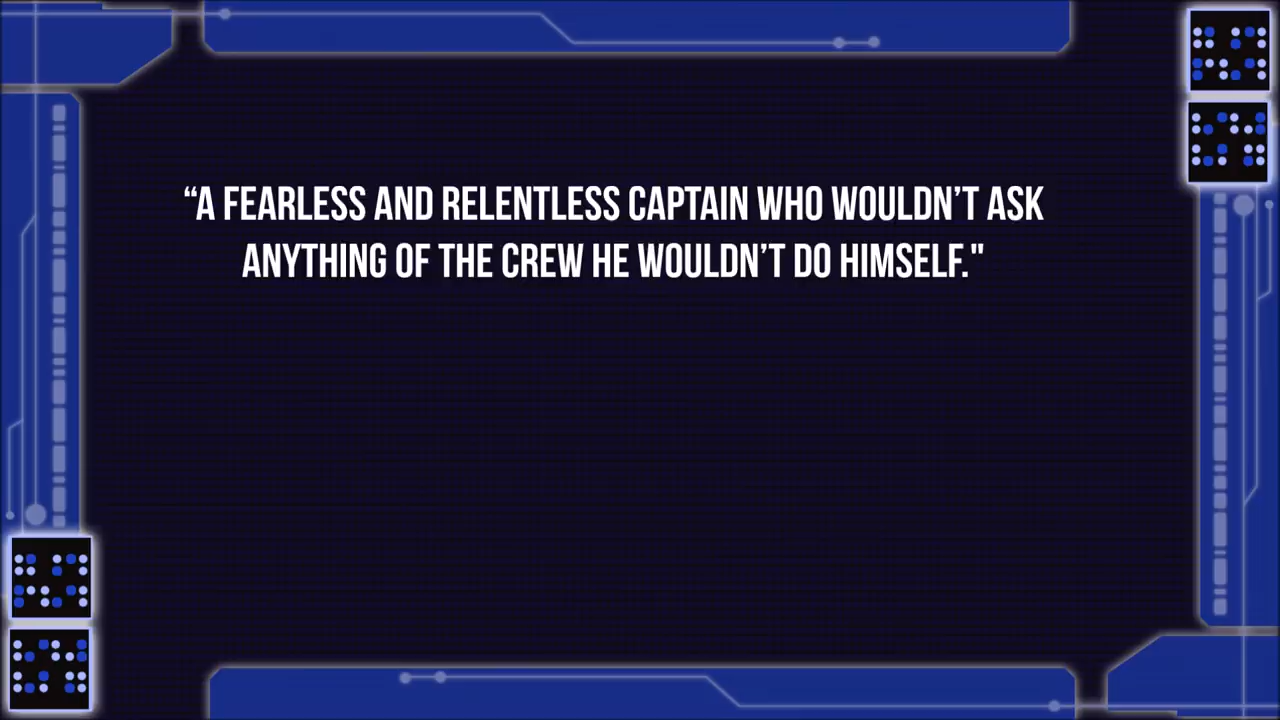 “A FEARLESS AND RELENTLESS CAPTAIN WHO WOULDN’T ASK
ANYTHING OF THE CREW HE WOULDN’T DO HIMSELF."